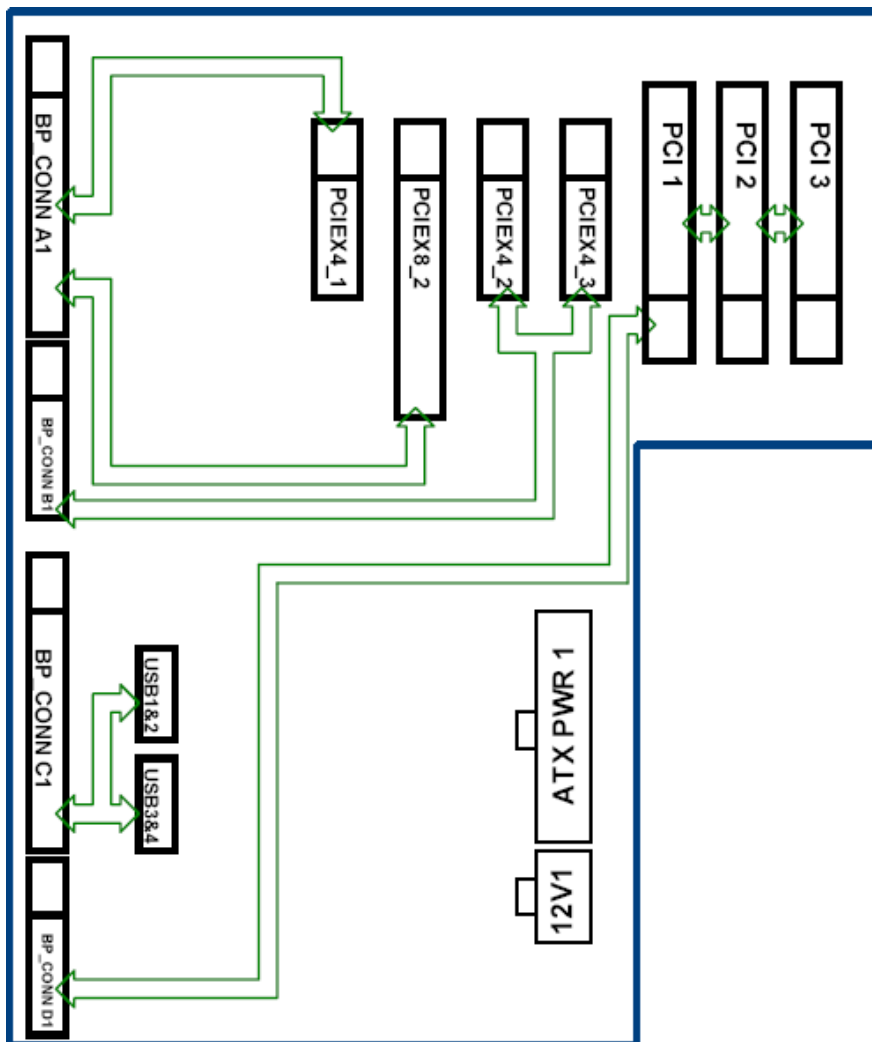 BP_CONN A1
PCIEX4_1
PCIEX8_2
PCIEX4_2
PCIEX4_3
PCI 1
PCI 2
PCI 3
BP_CONN B1
BP_CONN C1
USB1&2
USB3&4
ATX PWR 1
12V1
BP_CONN D1